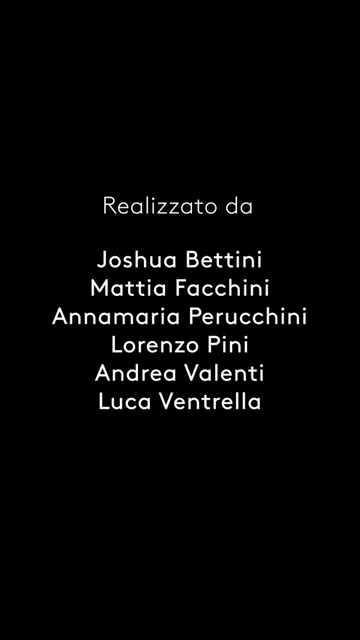 Realizzato da
Joshua Bettini
Mattia Facchini
Annamaria Perucchini
Lorenzo Pini
Andrea Valenti
Luca Ventrella